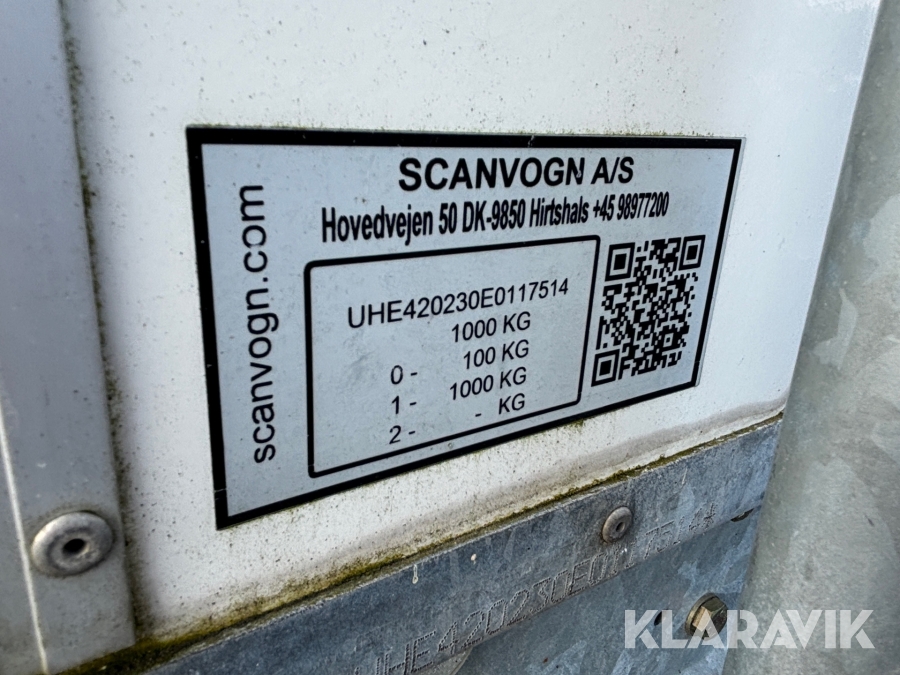 SCANVOGN A/S
Hovedvejen 50 DK-9850 Hirtshals +45 98977200
scanvogn.com
UHE420230E0117514
1000 KG
0 - 100 KG
1 - 1000 KG
2 - - KG
UHE420230E0117514
KLARAVIK